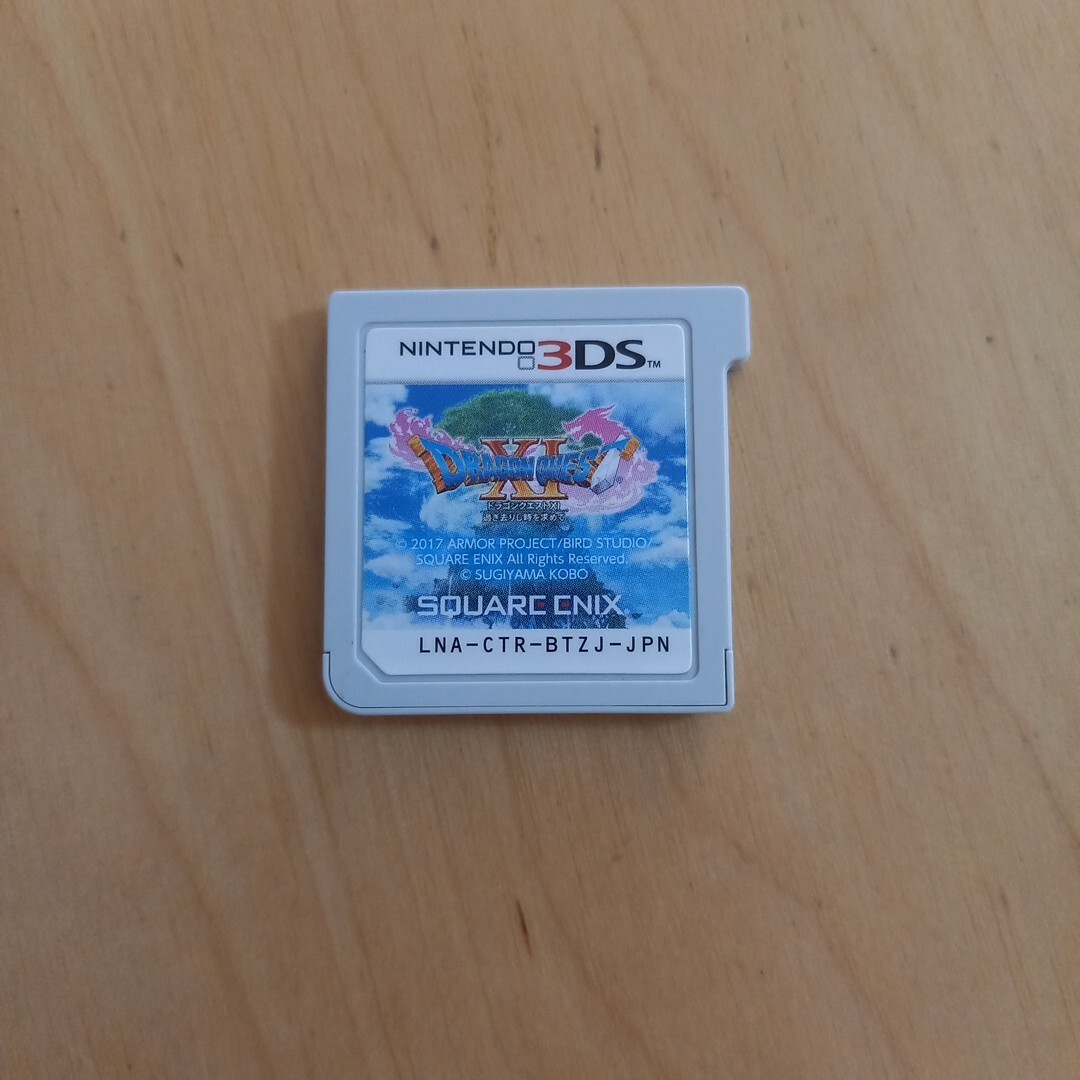 NINTENDO 3DS™
DRAGON QUEST XI ®
ドラゴンクエストXI
過ぎ去りし時を求めて
© 2017 ARMOR PROJECT/BIRD STUDIO/
SQUARE ENIX All Rights Reserved.
© SUGIYAMA KOBO
SQUARE ENIX®
LNA-CTR-BTZJ-JPN